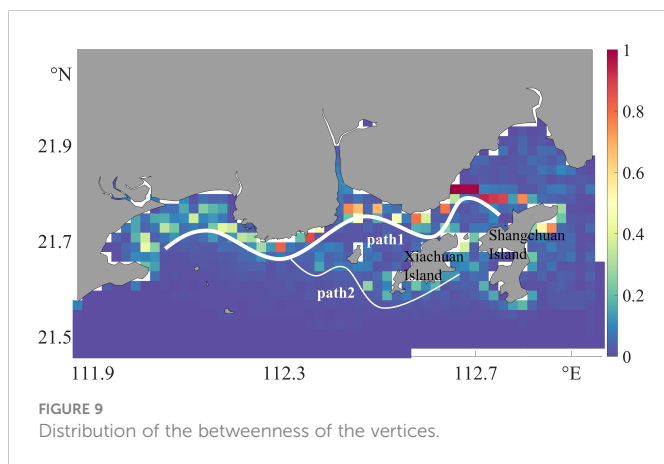 1
°N
0.8
21.9
0.6
path1
21.7
Shangchuan
Island
Xiachuan
Island
0.4
path2
0.2
21.5
0
111.9
112.3
112.7
°E
FIGURE 9
Distribution of the betweenness of the vertices.